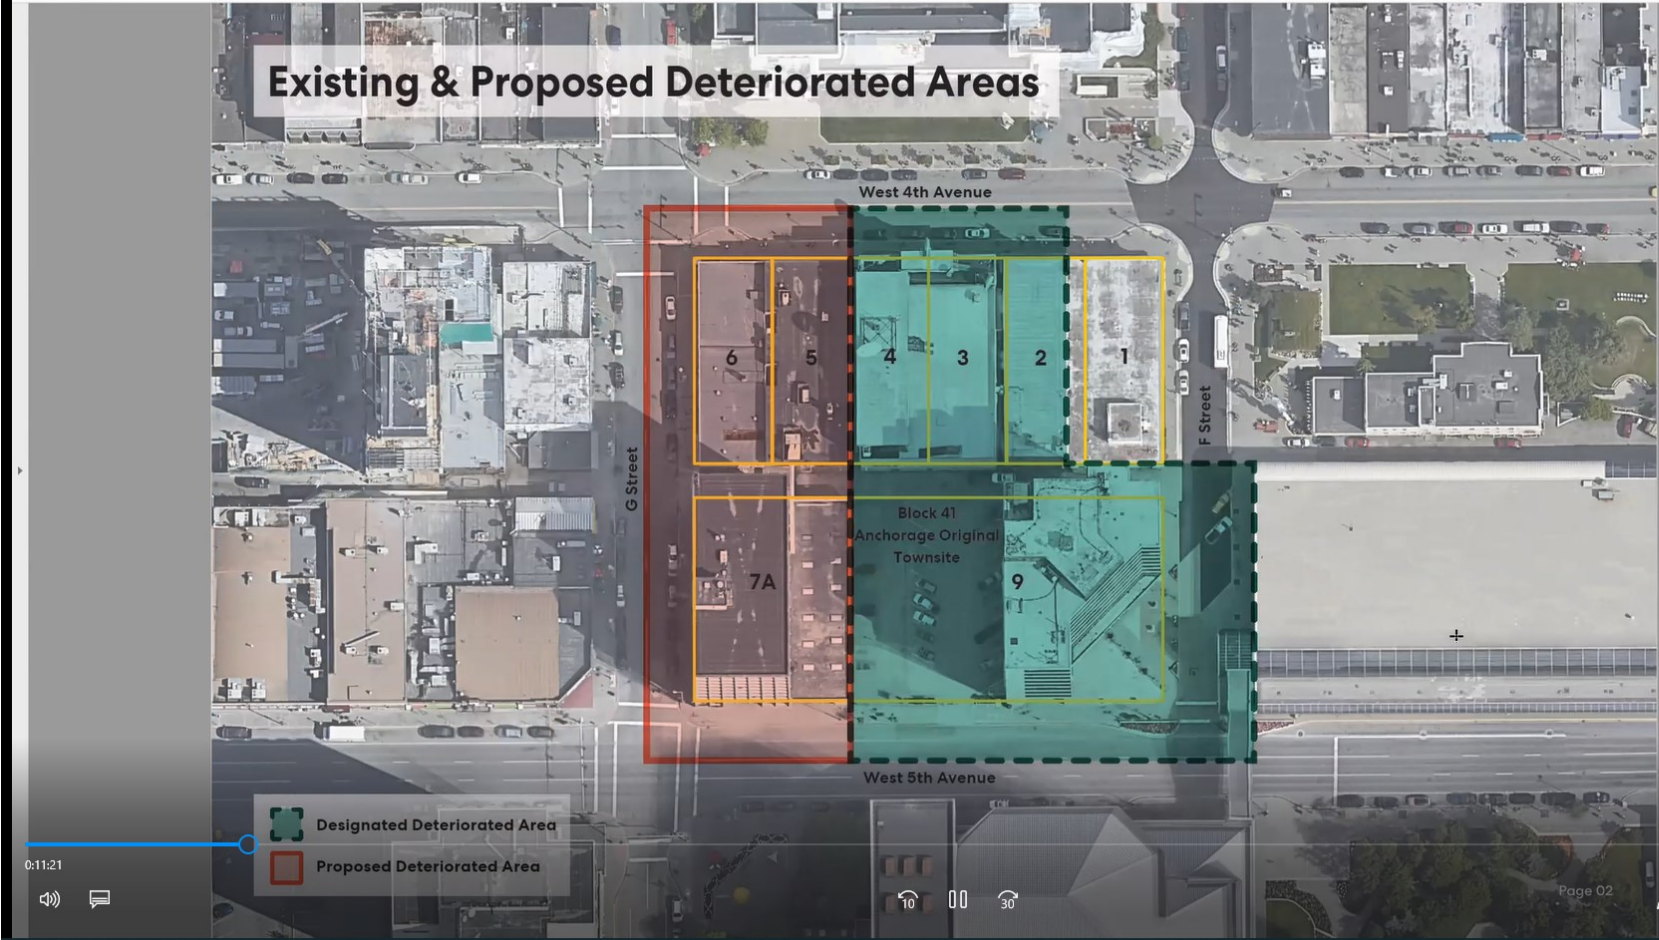 Existing & Proposed Deteriorated Areas
West 4th Avenue
6
5
4
3
2
1
F Street
G Street
Block 41
Anchorage Original
Townsite
7A
9
West 5th Avenue
Designated Deteriorated Area
Proposed Deteriorated Area
0:11:21
10
30
Page 02